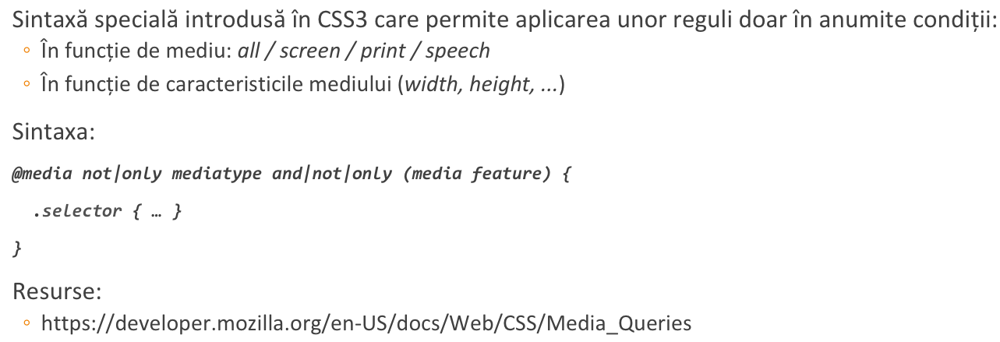 Sintaxă specială introdusă în CSS3 care permite aplicarea unor reguli doar în anumite condiții:
◦ În funcție de mediu: all / screen / print / speech
◦ În funcție de caracteristicile mediului (width, height, ...)
Sintaxa:
@media not|only mediatype and|not|only (media feature) {
.selector { … }
}
Resurse:
◦ https://developer.mozilla.org/en-US/docs/Web/CSS/Media_Queries